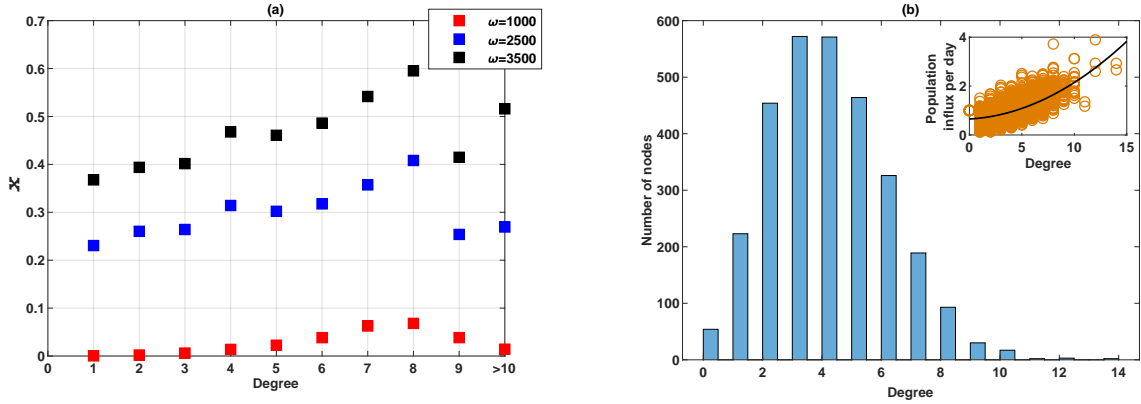 (a)
0.7
0.6
0.5
0.4
0.3
0.2
0.1
0
x
0 1 2 3 4 5 6 7 8 9 >10
Degree
ω=1000
ω=2500
ω=3500
(b)
600
500
400
300
200
100
0
Number of nodes
0 2 4 6 8 10 12 14
Degree
4
2
0
Population
influx per day
0 5 10 15
Degree